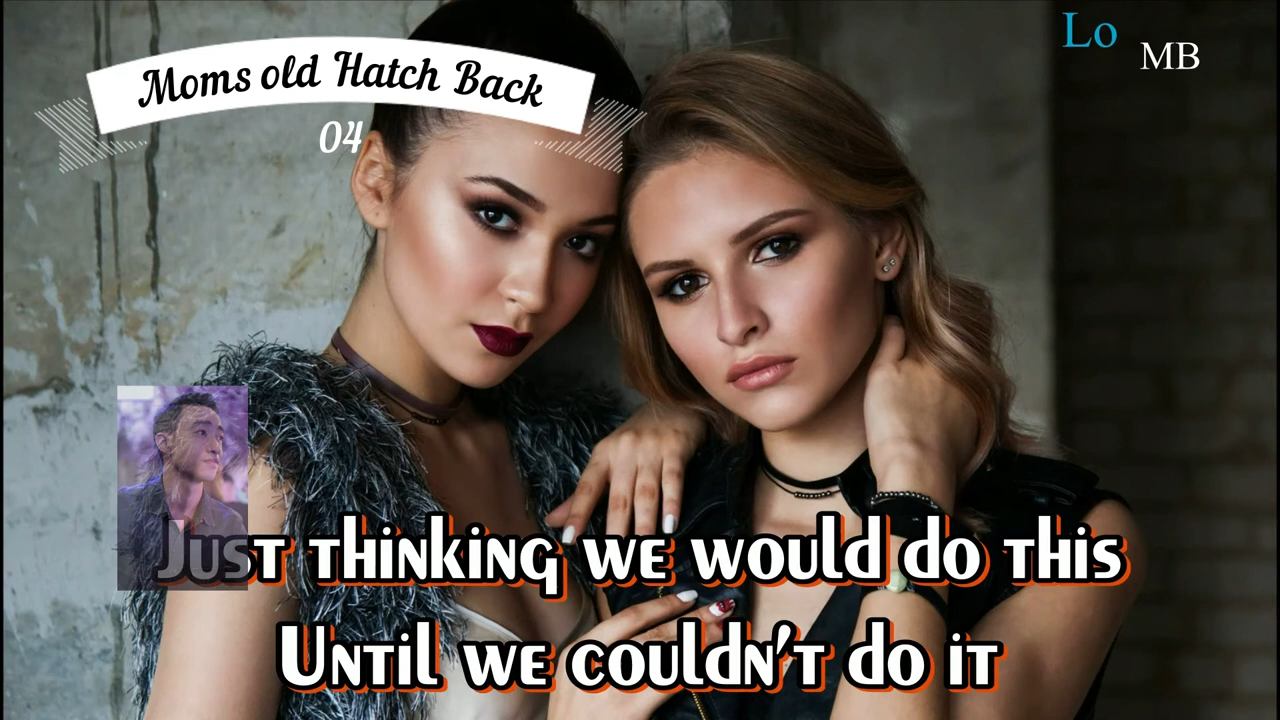 Lo
MB
Moms old Hatch Back
04
Just thinking we would do this
Until we couldn't do it